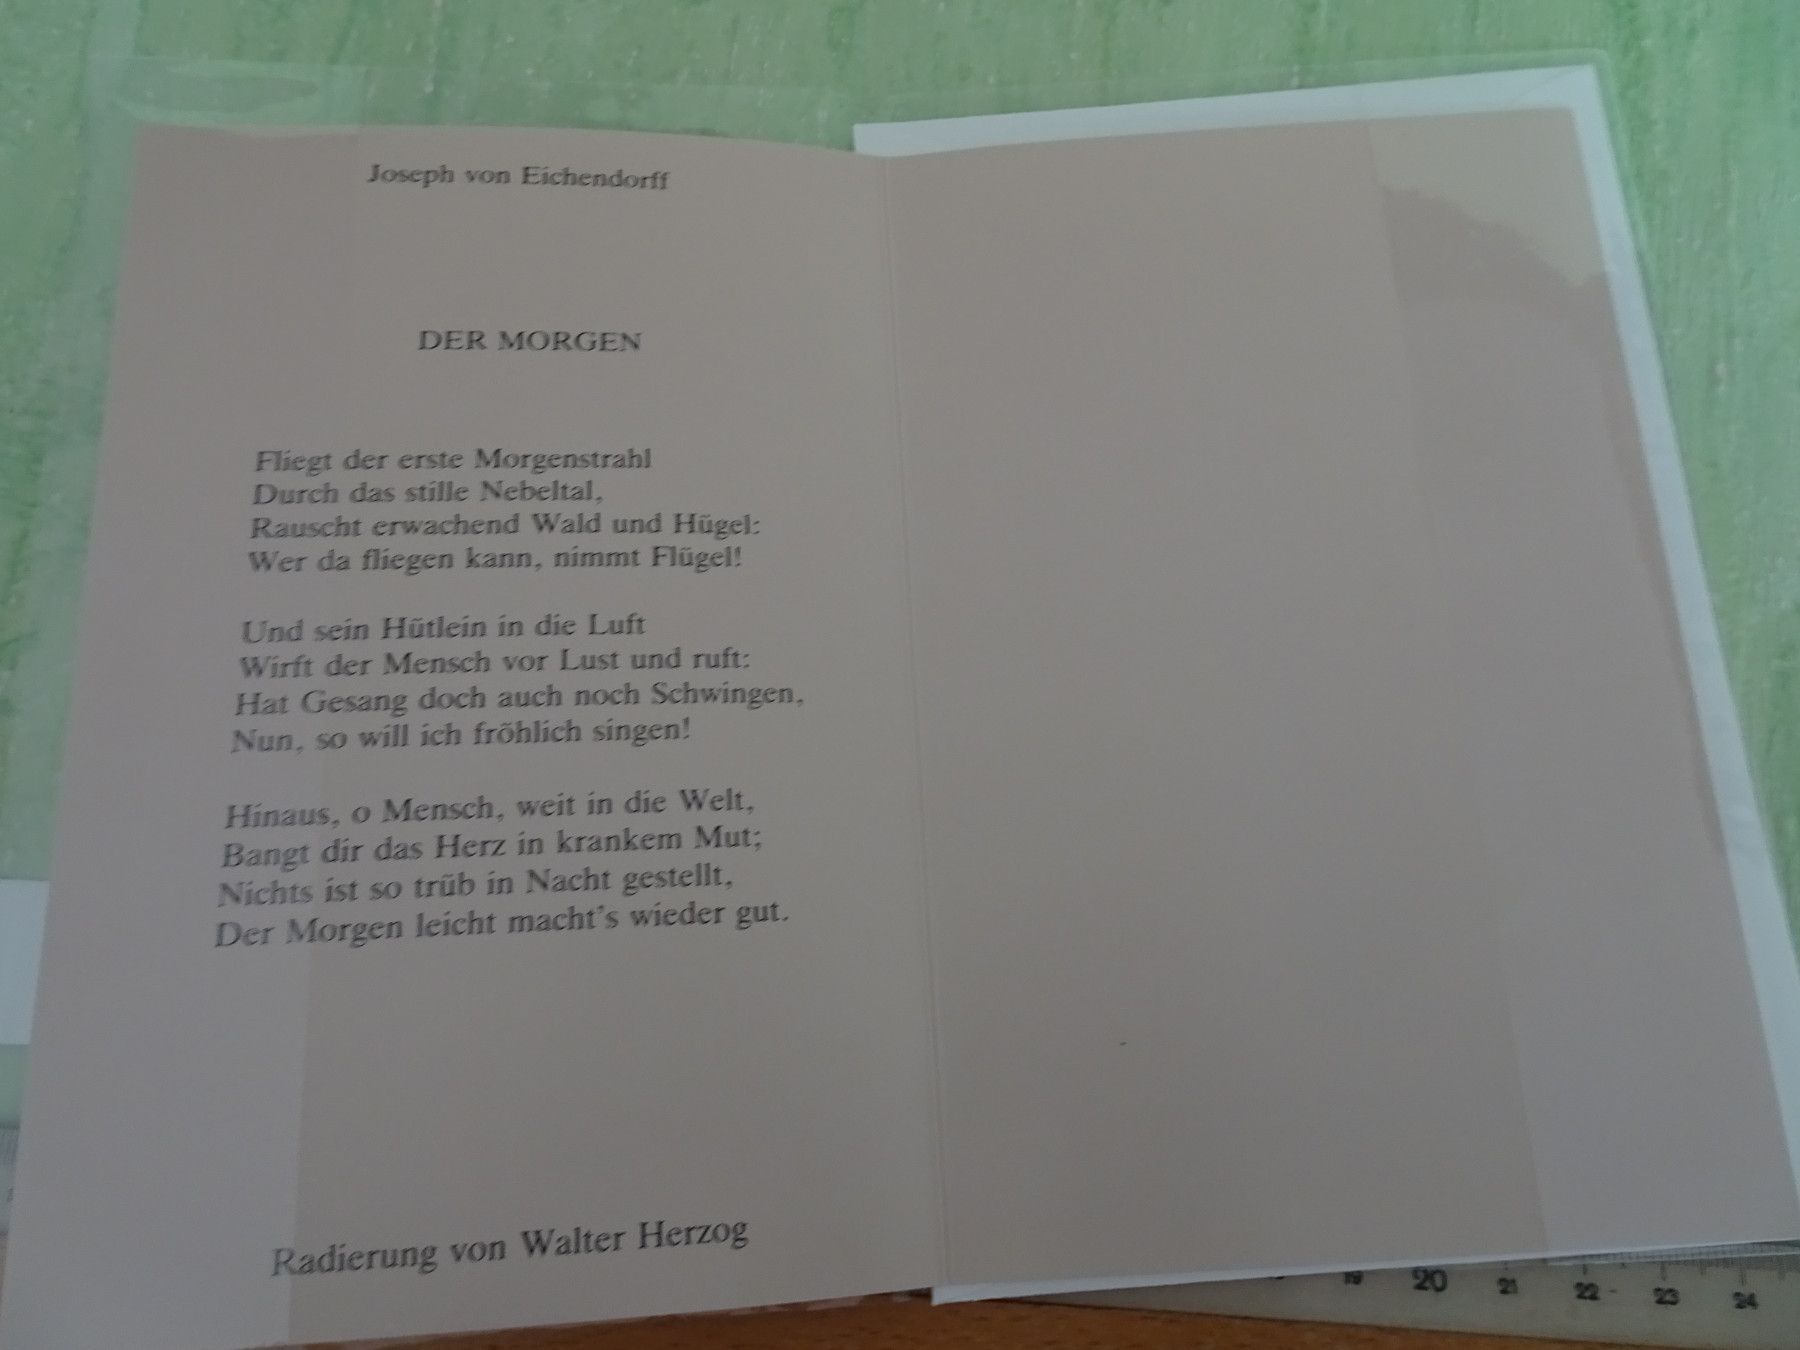 Joseph von Eichendorff
DER MORGEN
Fliegt der erste Morgenstrahl
Durch das stille Nebeltal,
Rauscht erwachend Wald und Hügel:
Wer da fliegen kann, nimmt Flügel!
Und sein Hütlein in die Luft
Wirft der Mensch vor Lust und ruft:
Hat Gesang doch auch noch Schwingen,
Nun, so will ich fröhlich singen!
Hinaus, o Mensch, weit in die Welt,
Bangt dir das Herz in krankem Mut;
Nichts ist so trüb in Nacht gestellt,
Der Morgen leicht macht's wieder gut.
Radierung von Walter Herzog
19 20 21 22 23 24